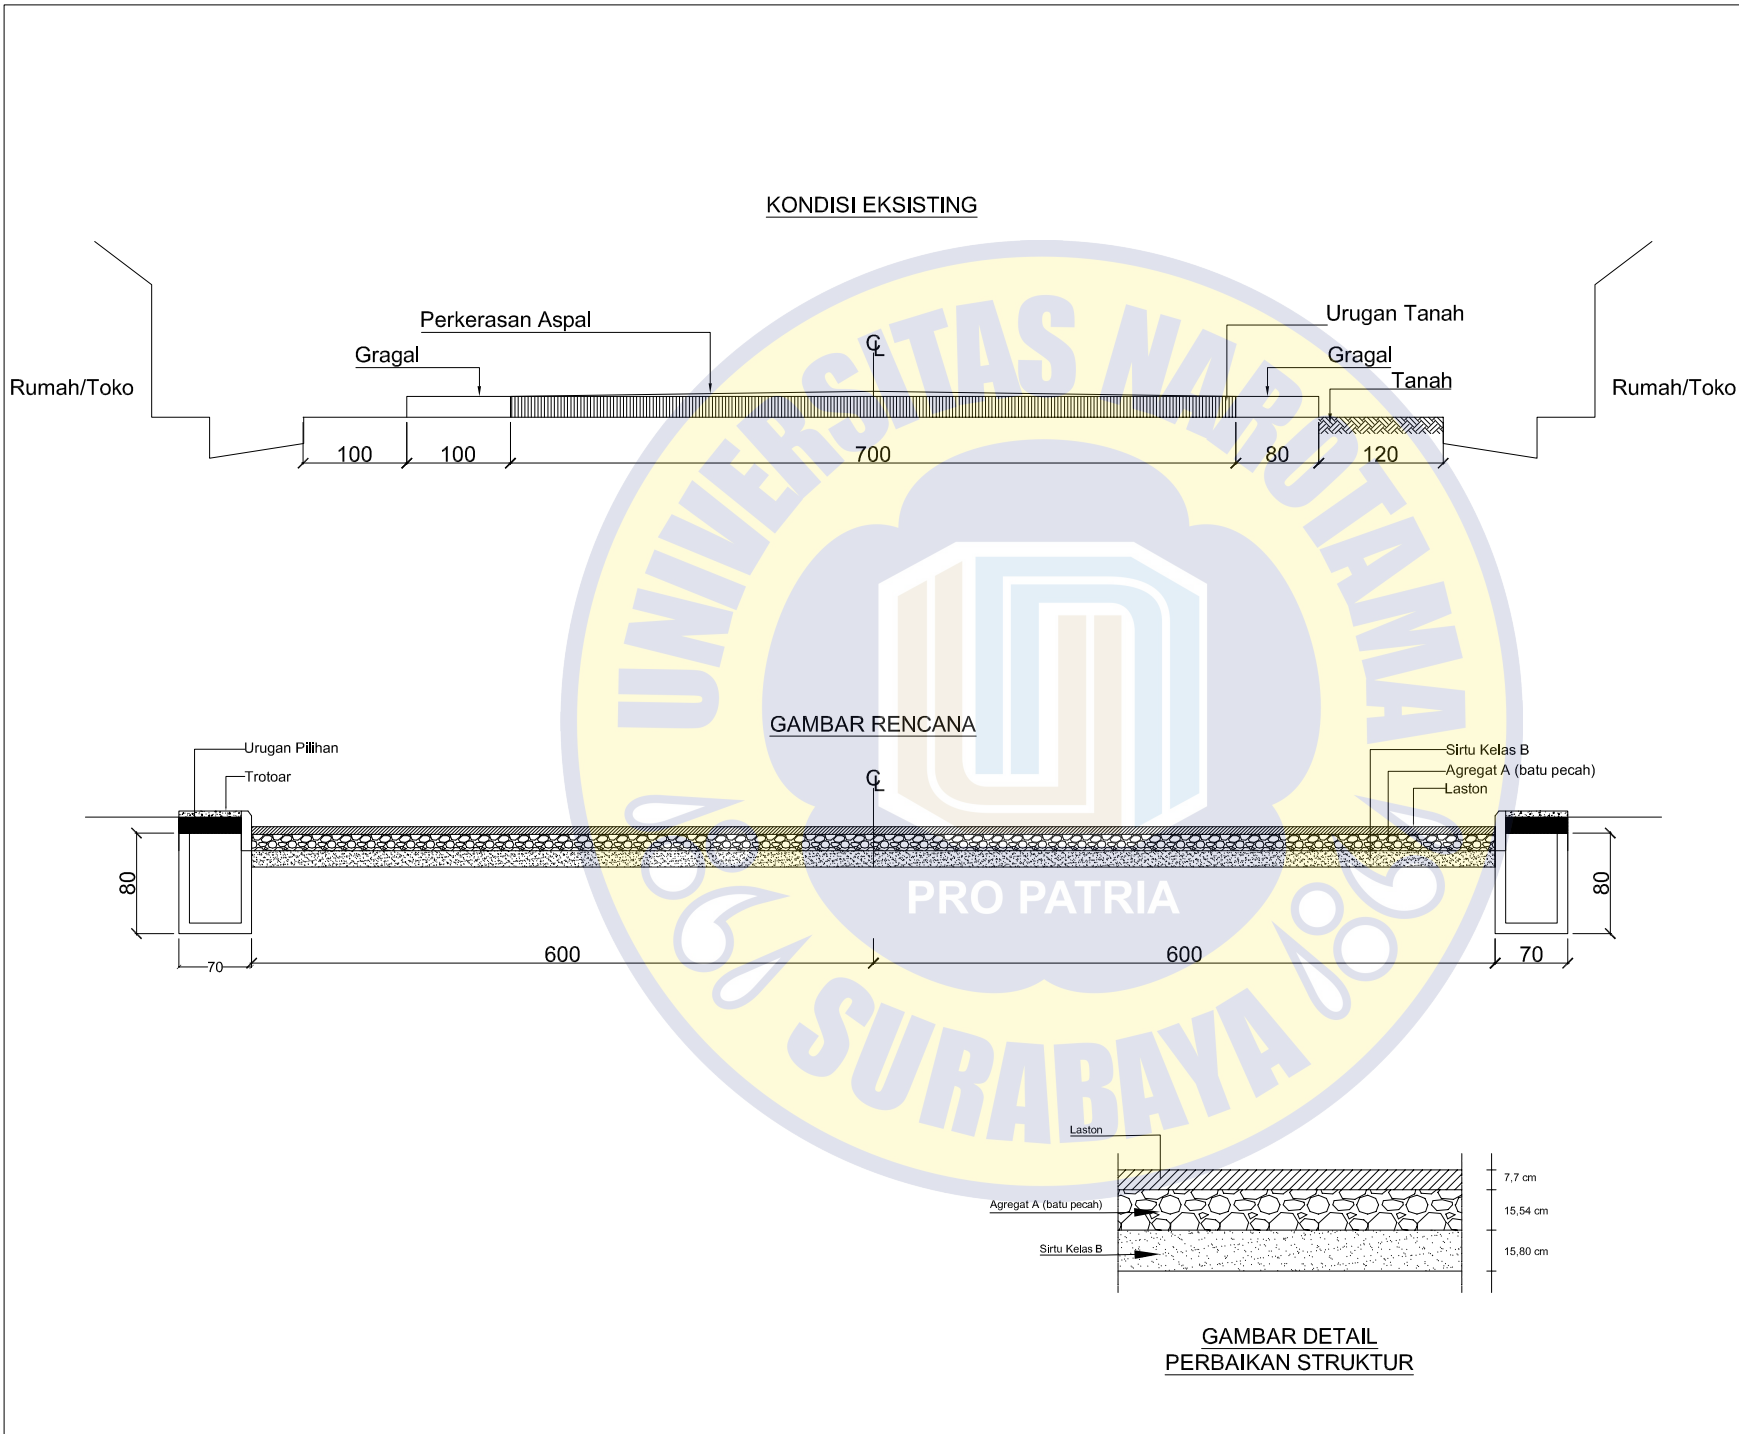 KONDISI EKSISTING
Perkerasan Aspal
Urugan Tanah
Gragal
CL
Gragal
Tanah
Rumah/Toko
Rumah/Toko
100
100
700
80
120
UNIVERSITAS NAROTAMA
GAMBAR RENCANA
Urugan Pilihan
Trotoar
CL
Sirtu Kelas B
Agregat A (batu pecah)
Laston
80
80
PRO PATRIA
70
600
600
70
1981
1981
SURABAYA
Laston
7,7 cm
Agregat A (batu pecah)
15,54 cm
Sirtu Kelas B
15,80 cm
GAMBAR DETAIL
PERBAIKAN STRUKTUR